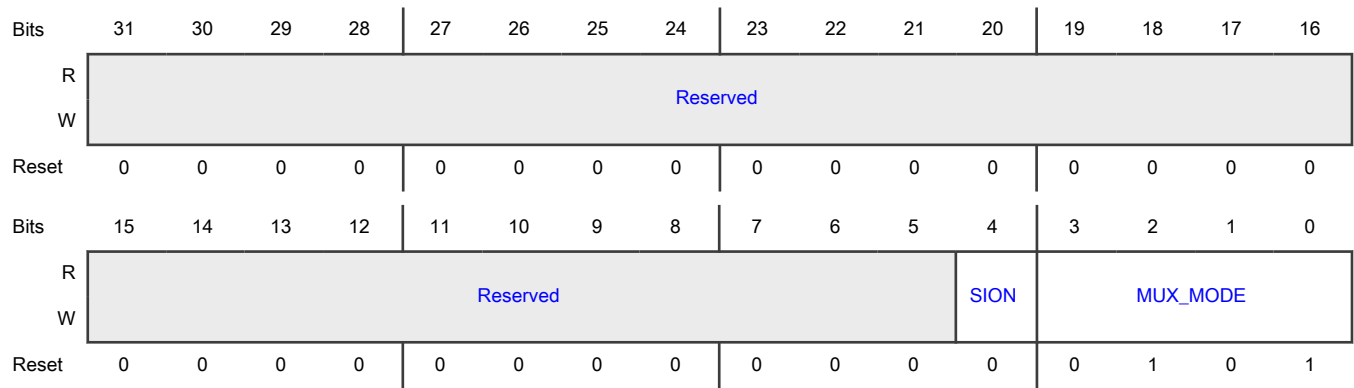 Bits 31 30 29 28 27 26 25 24 23 22 21 20 19 18 17 16
R
Reserved
W
Reset 0 0 0 0 0 0 0 0 0 0 0 0 0 0 0 0
Bits 15 14 13 12 11 10 9 8 7 6 5 4 3 2 1 0
R
Reserved SION MUX_MODE
W
Reset 0 0 0 0 0 0 0 0 0 0 0 0 0 1 0 1